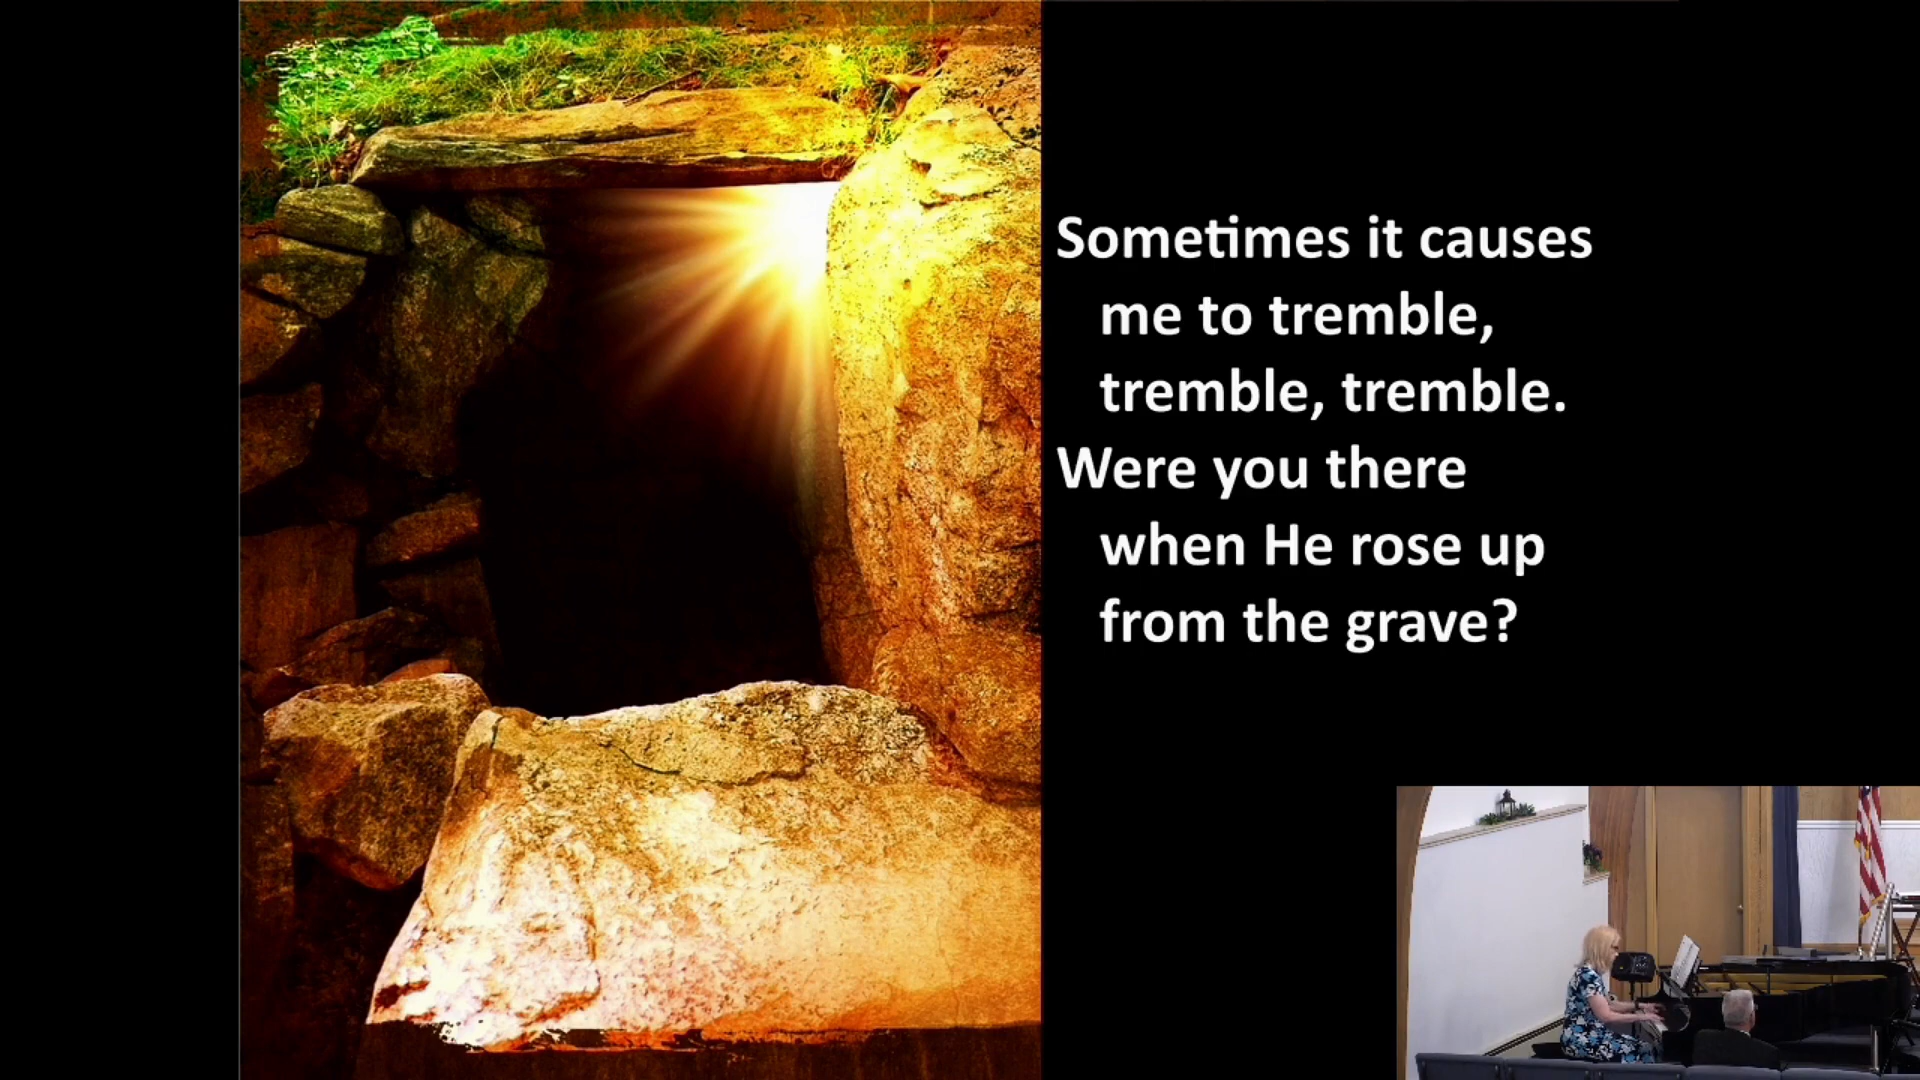 Sometimes it causes
me to tremble,
tremble, tremble.
Were you there
when He rose up
from the grave?